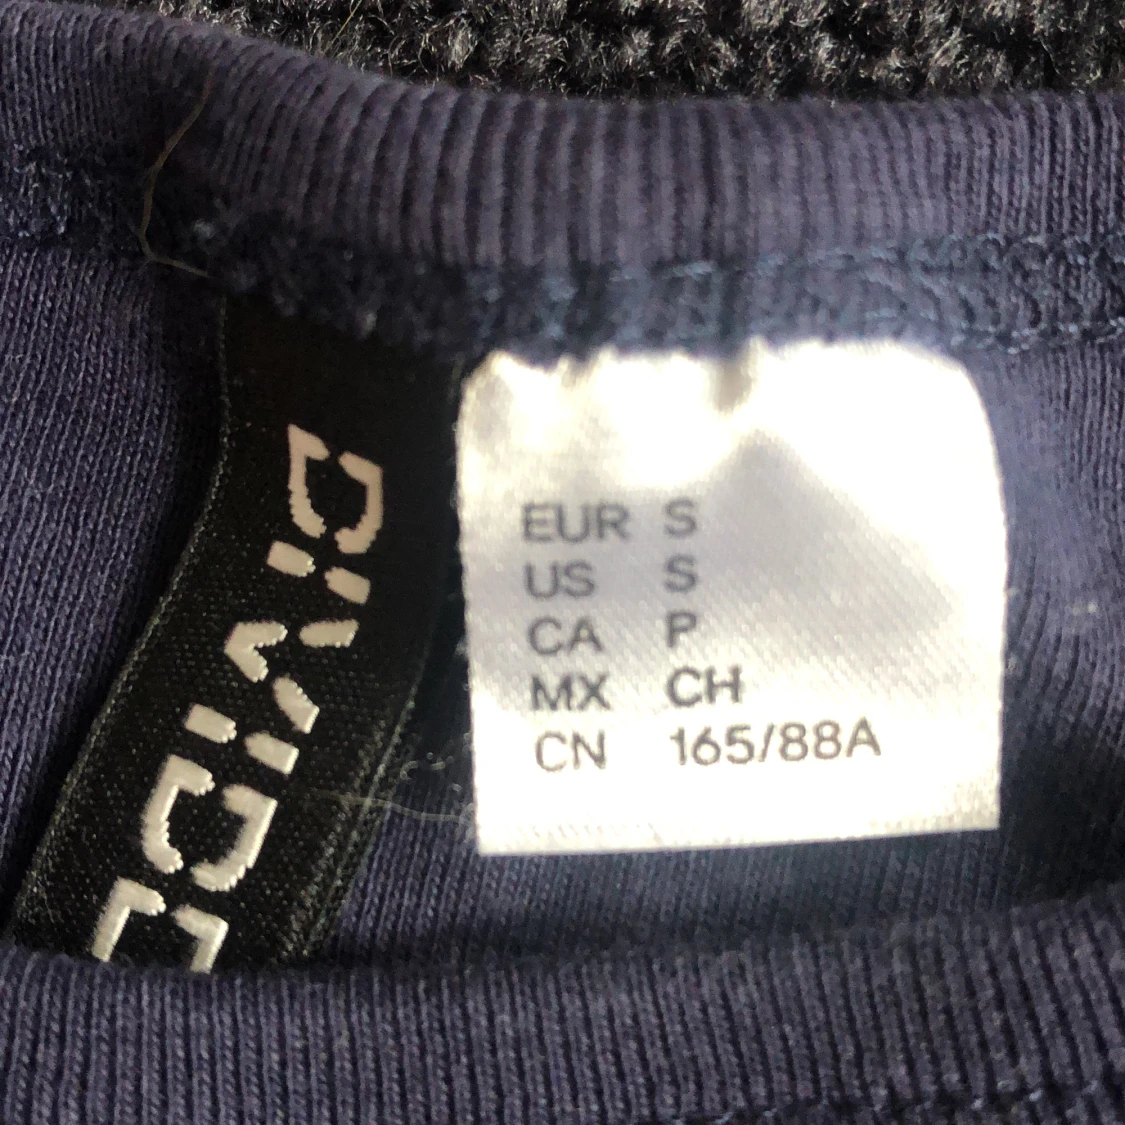 EUR S
US S
CA P
MX CH
CN 165/88A